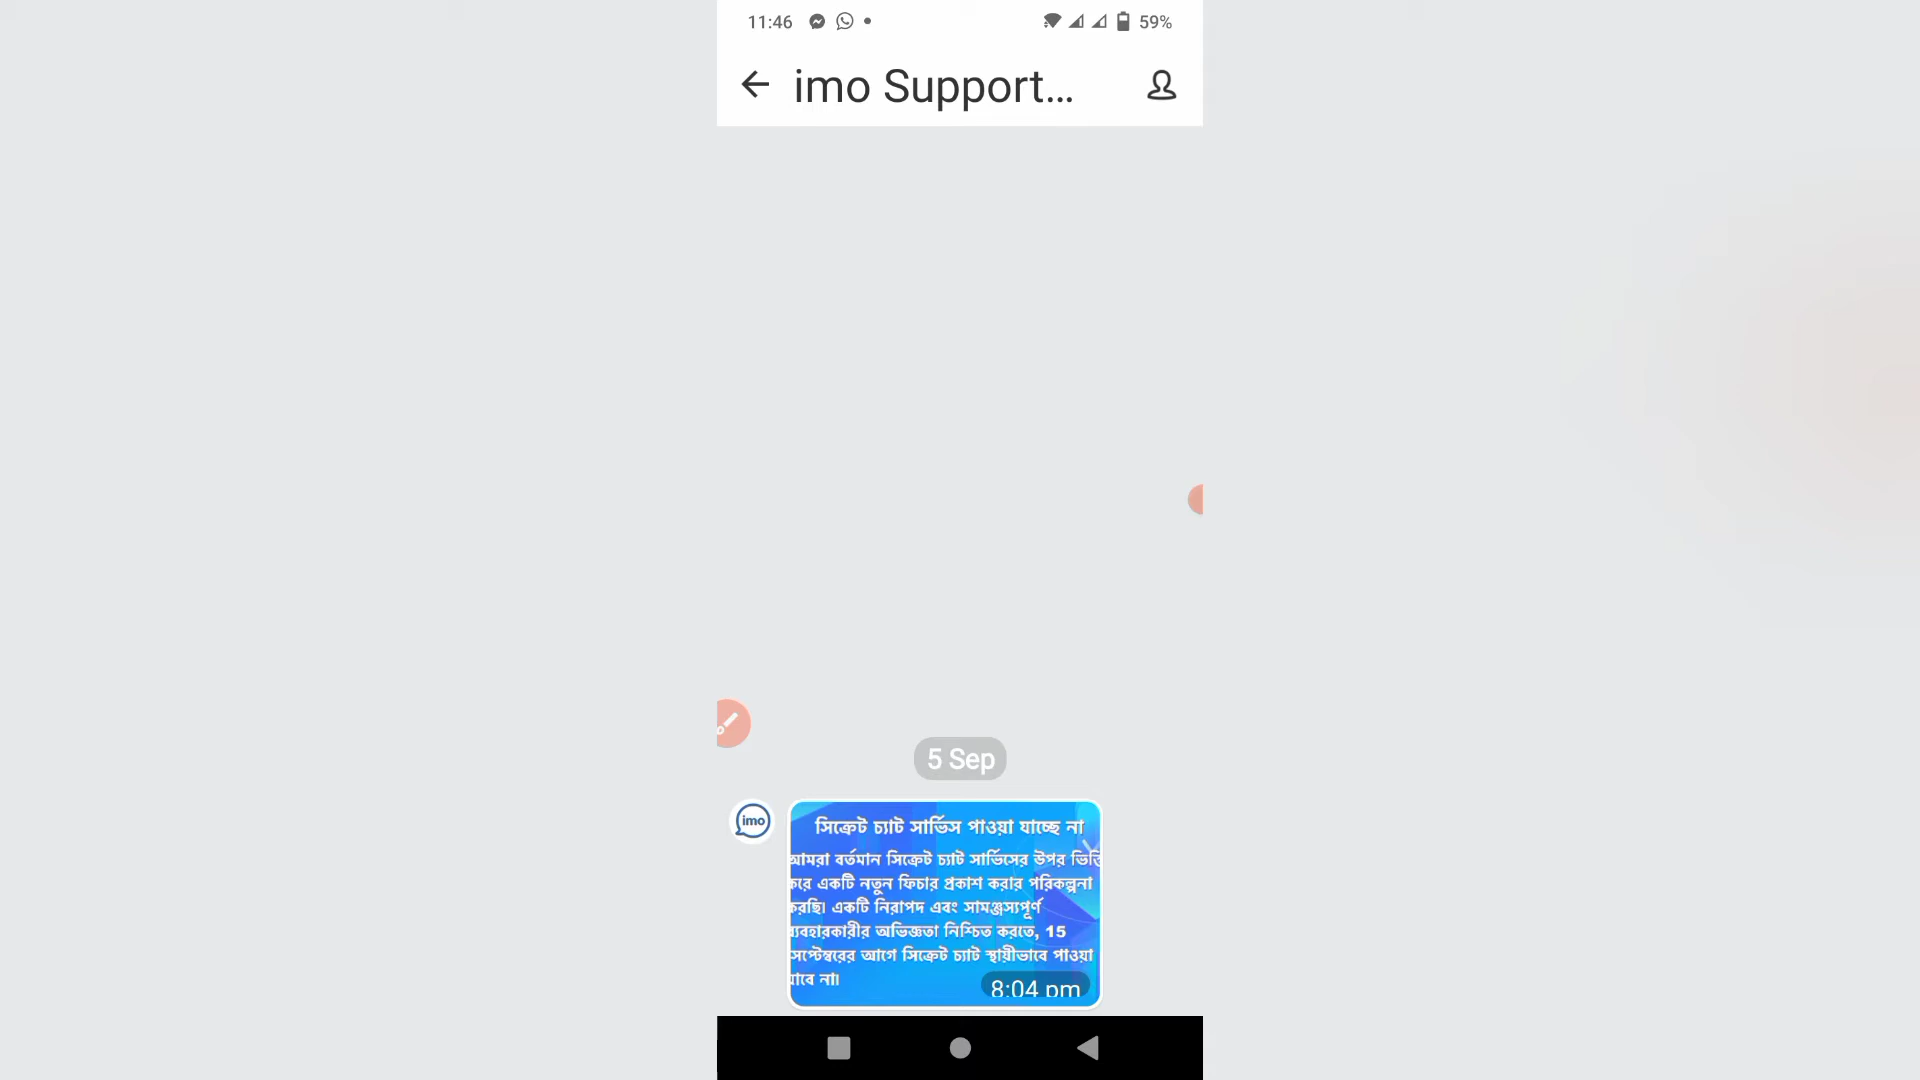 11:46
59%
imo Support...
5 Sep
imo
সিক্রেট চ্যাট সার্ভিস পাওয়া যাচ্ছে না
আমরা বর্তমান সিক্রেট চ্যাট সার্ভিসের উপর ভিত্তি
করে একটি নতুন ফিচার প্রকাশ করার পরিকল্পনা
করছি। একটি নিরাপদ এবং সামঞ্জস্যপূর্ণ
ব্যবহারকারীর অভিজ্ঞতা নিশ্চিত করতে, 15
সেপ্টেম্বরের আগে সিক্রেট চ্যাট স্থায়ীভাবে পাওয়া
যাবে না।
8:04 pm